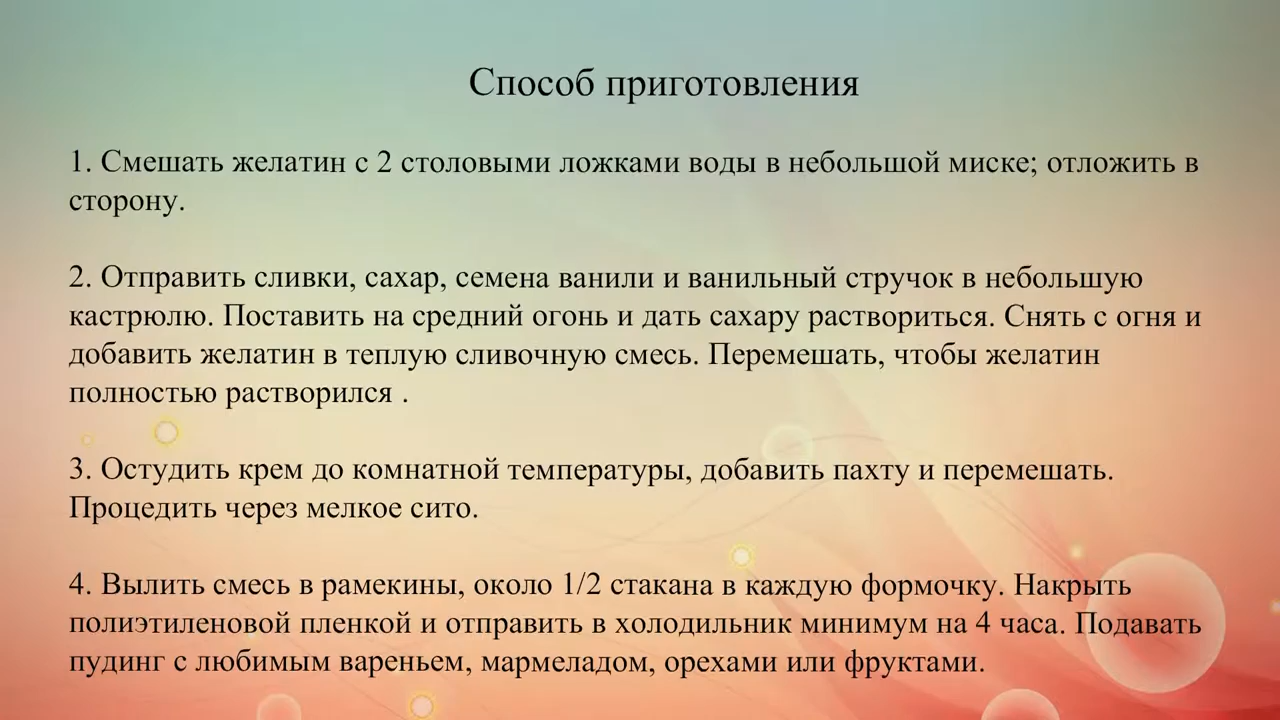 Способ приготовления
1. Смешать желатин с 2 столовыми ложками воды в небольшой миске; отложить в
сторону.
2. Отправить сливки, сахар, семена ванили и ванильный стручок в небольшую
кастрюлю. Поставить на средний огонь и дать сахару раствориться. Снять с огня и
добавить желатин в теплую сливочную смесь. Перемешать, чтобы желатин
полностью растворился .
3. Остудить крем до комнатной температуры, добавить пахту и перемешать.
Процедить через мелкое сито.
4. Вылить смесь в рамекины, около 1/2 стакана в каждую формочку. Накрыть
полиэтиленовой пленкой и отправить в холодильник минимум на 4 часа. Подавать
пудинг с любимым вареньем, мармеладом, орехами или фруктами.